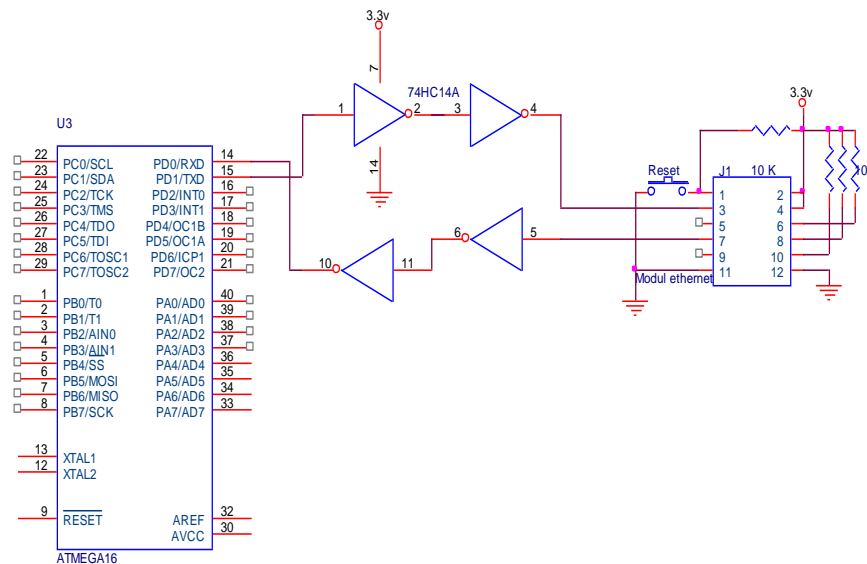 3.3v
7
74HC14A
1
2
3
4
14
U3
22 PC0/SCL PD0/RXD 14
23 PC1/SDA PD1/TXD 15
24 PC2/TCK PD2/INT0 16
25 PC3/TMS PD3/INT1 17
26 PC4/TDO PD4/OC1B 18
27 PC5/TDI PD5/OC1A 19
28 PC6/TOSC1 PD6/ICP1 20
29 PC7/TOSC2 PD7/OC2 21
1 PB0/T0 PA0/AD0 40
2 PB1/T1 PA1/AD1 39
3 PB2/AIN0 PA2/AD2 38
4 PB3/AIN1 PA3/AD3 37
5 PB4/SS PA4/AD4 36
6 PB5/MOSI PA5/AD5 35
7 PB6/MISO PA6/AD6 34
8 PB7/SCK PA7/AD7 33
13 XTAL1
12 XTAL2
9 RESET AREF 32
AVCC 30
ATMEGA16
10
11
6
5
3.3v
Reset
J1 10 K
1 2
3 4
5 6
7 8
9 10
11 12
Modul ethernet